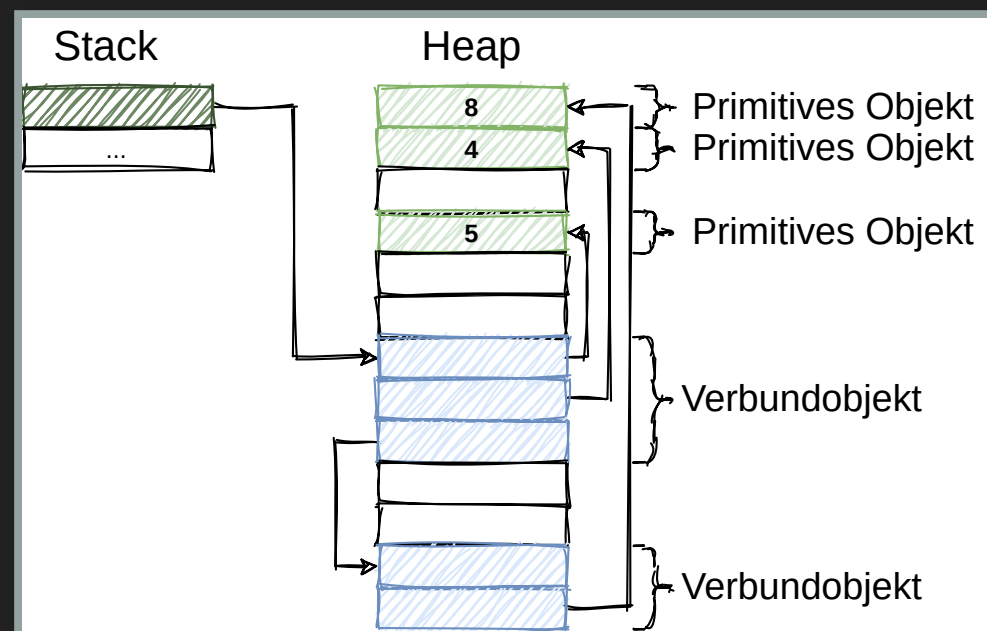 Stack
Heap
8
Primitives Objekt
...
4
Primitives Objekt
5
Primitives Objekt
Verbundobjekt
Verbundobjekt